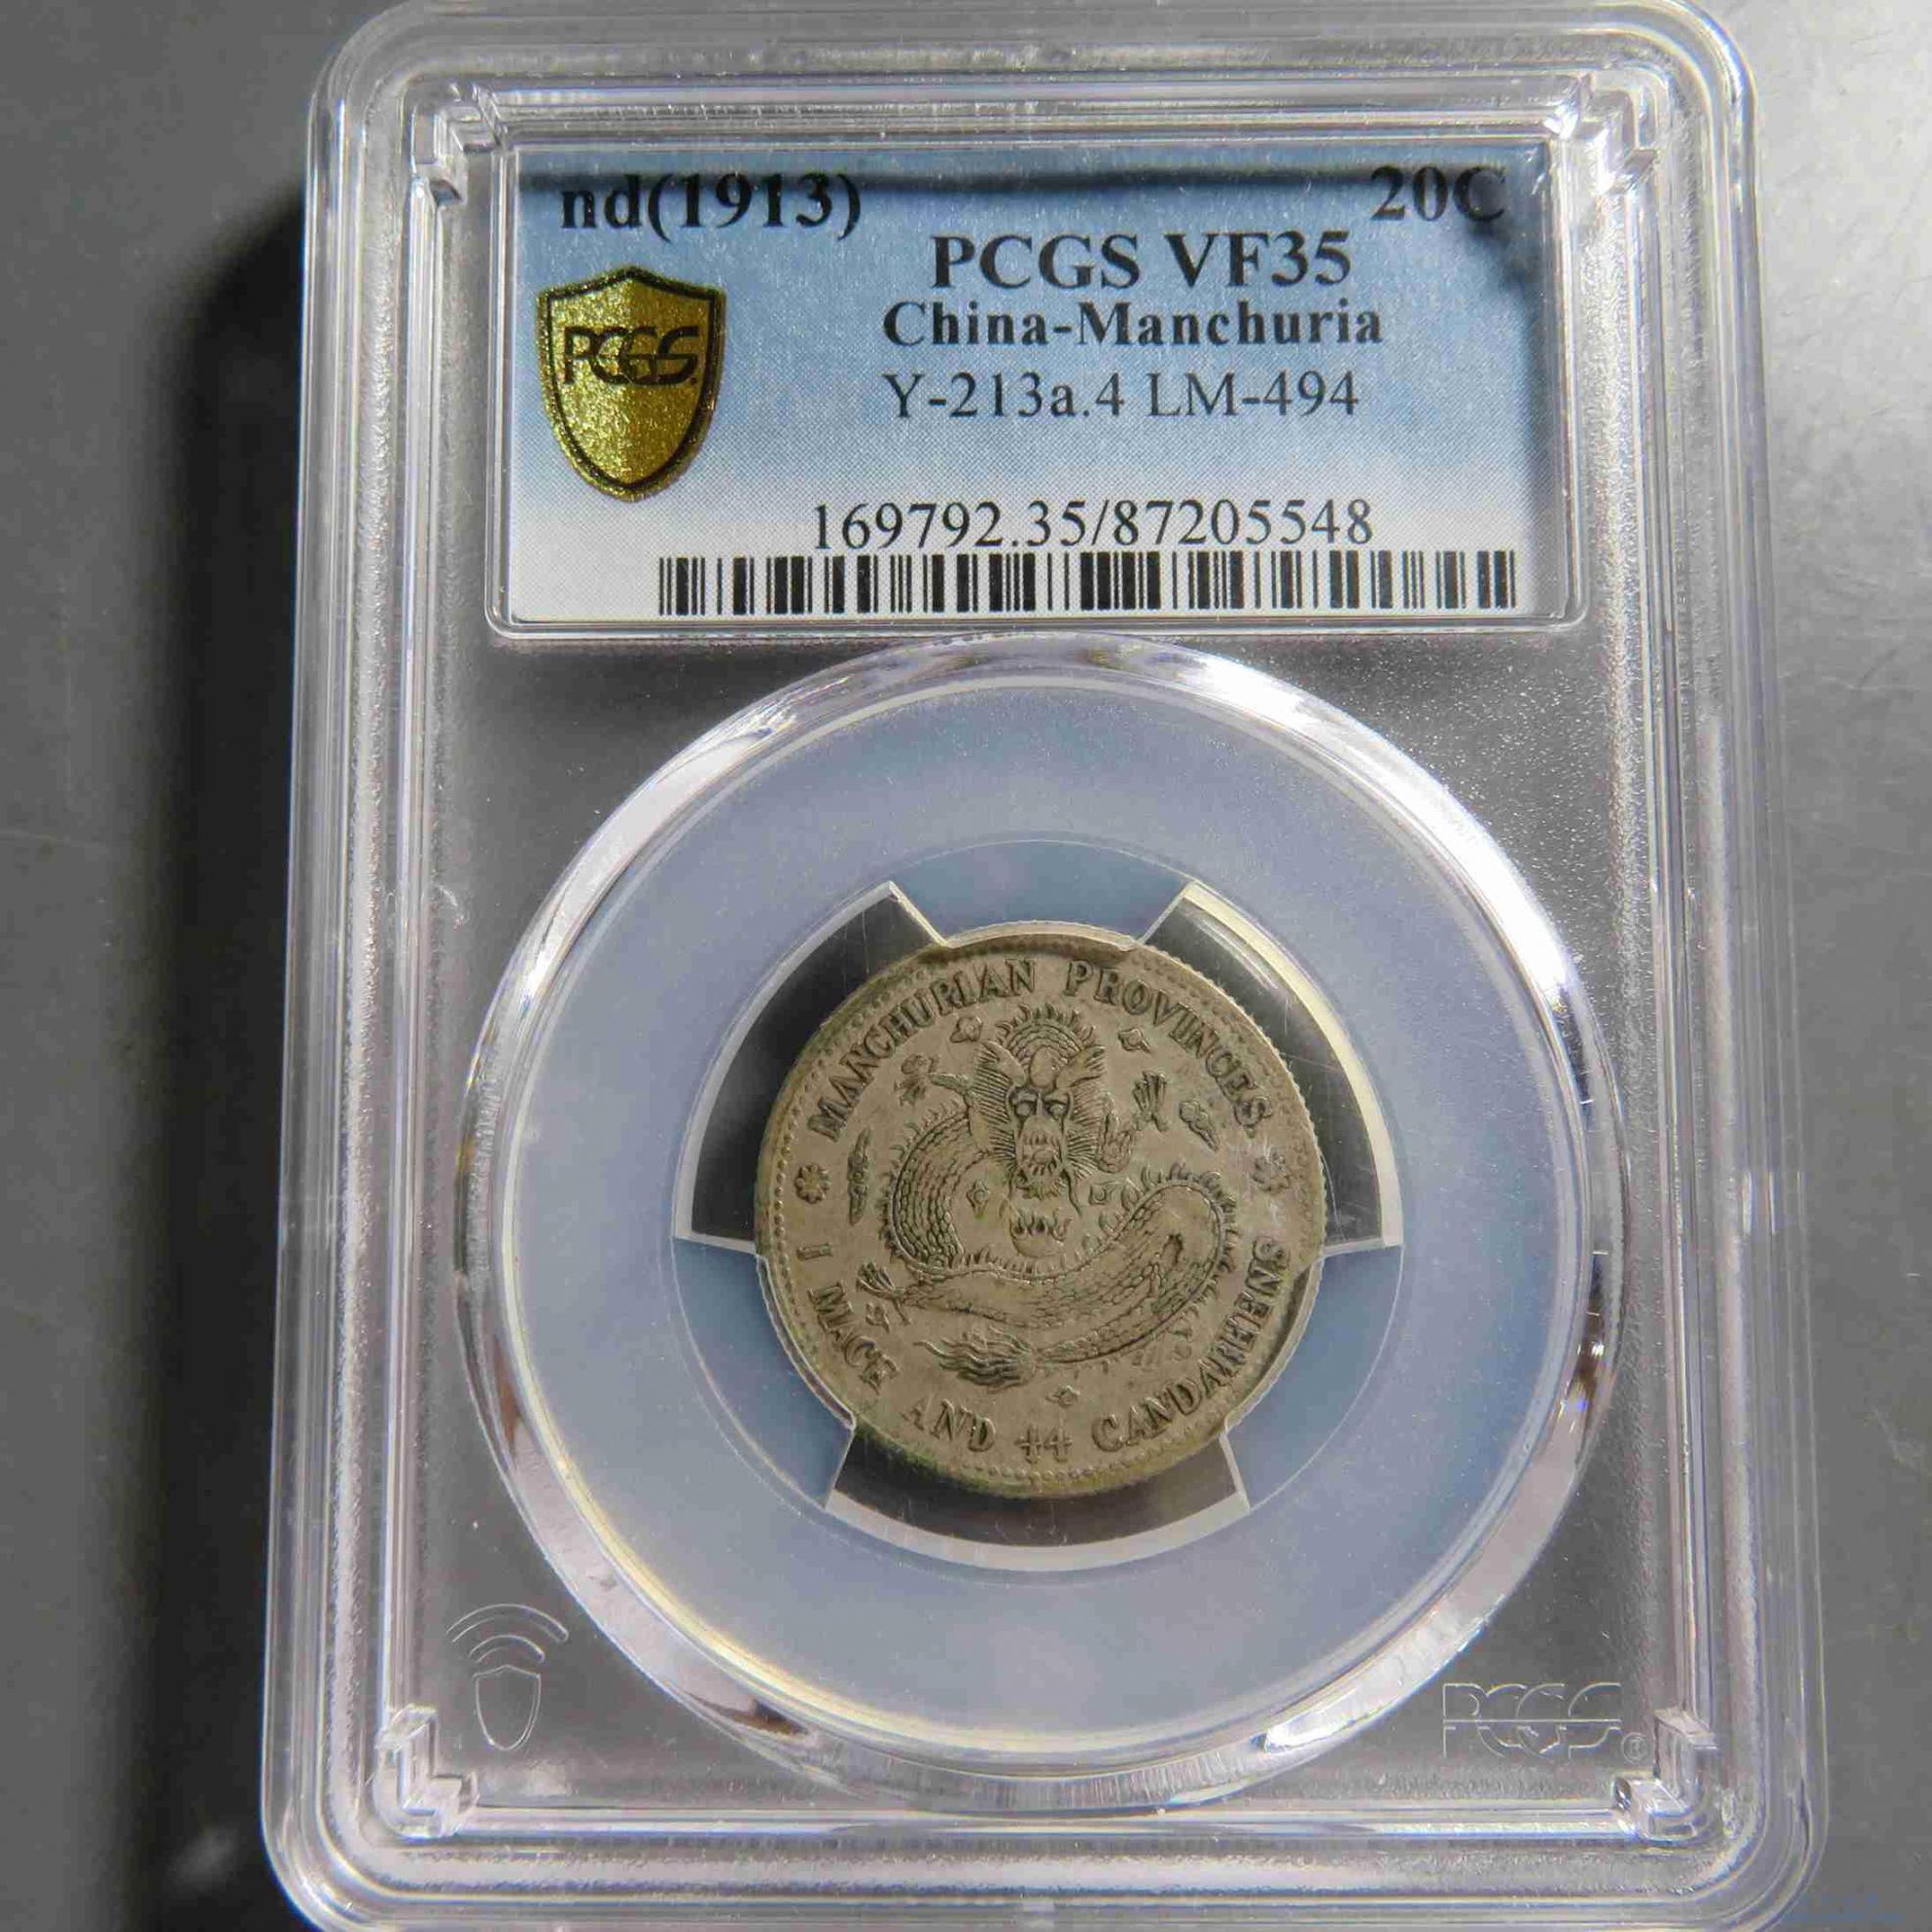 nd(1913) 20C
PCGS VF35
China-Manchuria
Y-213a.4 LM-494
PCGS
169792.35/87205548
MANCHURIAN PROVINCES
1 MACE AND 44 CANDAREENS
PCGS